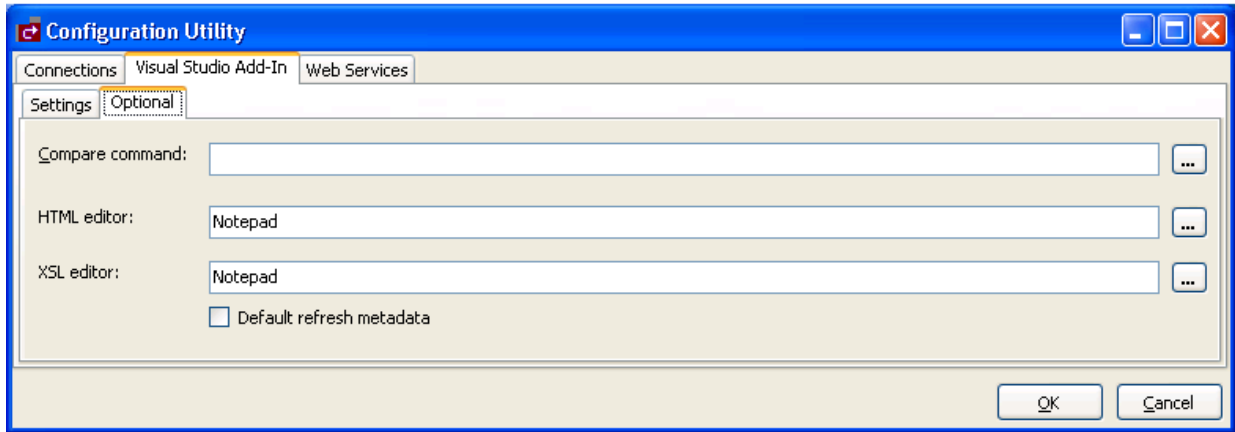 Configuration Utility
Connections Visual Studio Add-In Web Services
Settings Optional
Compare command: ...
HTML editor: Notepad ...
XSL editor: Notepad ...
Default refresh metadata
OK Cancel